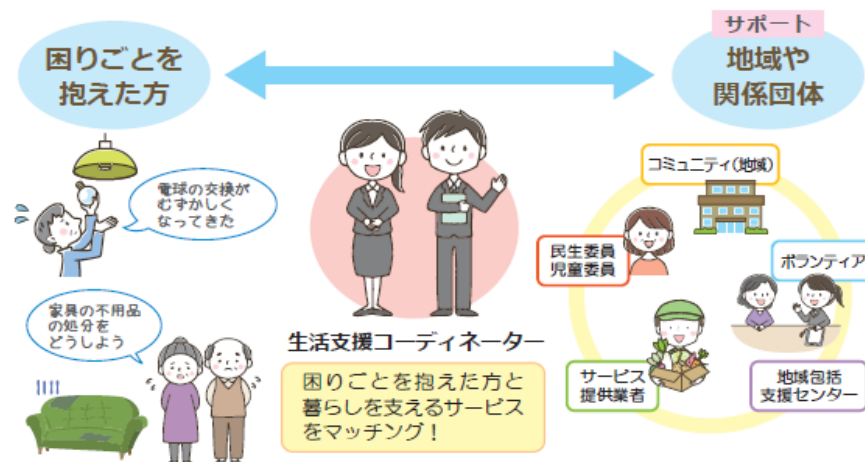 困りごとを
抱えた方
サポート
地域や
関係団体
電球の交換が
むずかしく
なってきた
家具の不用品
の処分を
どうしよう
生活支援コーディネーター
困りごとを抱えた方と
暮らしを支えるサービス
をマッチング！
コミュニティ(地域)
民生委員
児童委員
ボランティア
サービス
提供業者
地域包括
支援センター